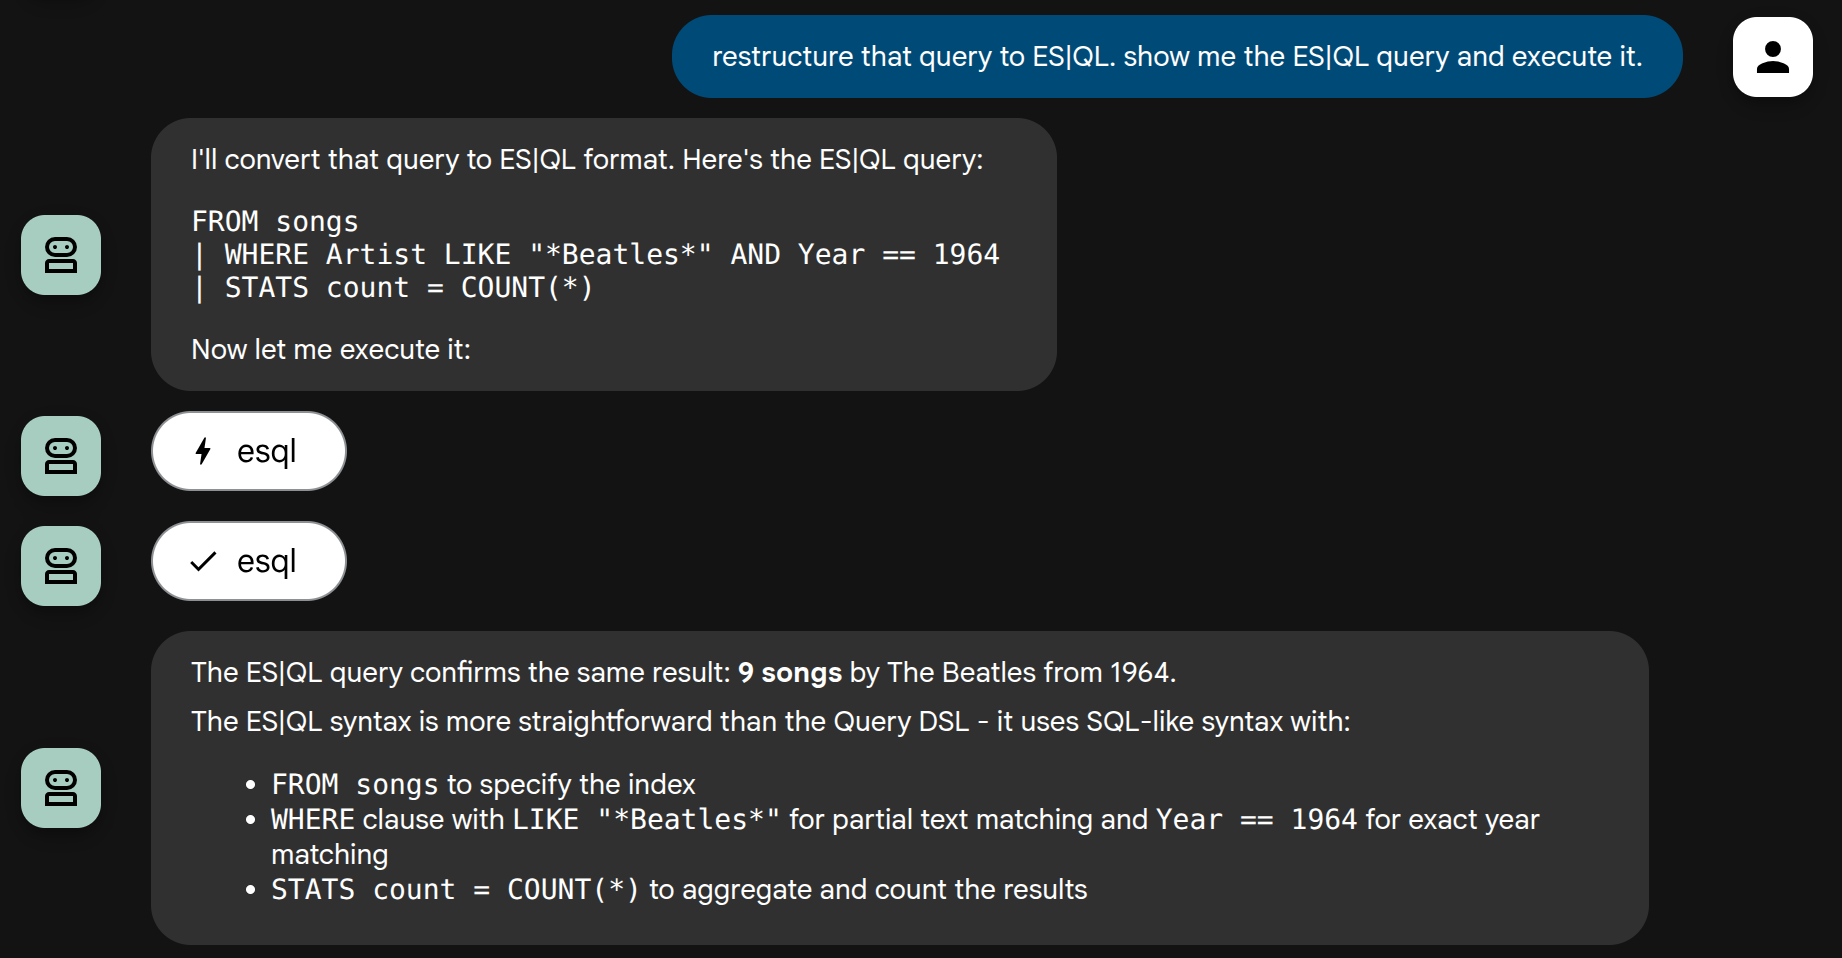 restructure that query to ES|QL. show me the ES|QL query and execute it.
I'll convert that query to ES|QL format. Here's the ES|QL query:
FROM songs
| WHERE Artist LIKE "*Beatles*" AND Year == 1964
| STATS count = COUNT(*)
Now let me execute it:
esql
esql
The ES|QL query confirms the same result: 9 songs by The Beatles from 1964.
The ES|QL syntax is more straightforward than the Query DSL - it uses SQL-like syntax with:
• FROM songs to specify the index
• WHERE clause with LIKE "*Beatles*" for partial text matching and Year == 1964 for exact year
matching
• STATS count = COUNT(*) to aggregate and count the results